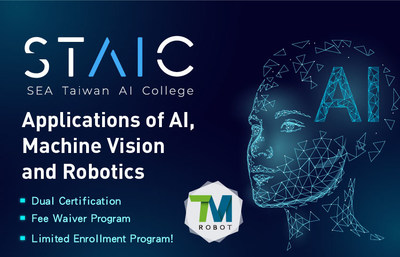 STAIC
SEA Taiwan AI College
Applications of AI,
Machine Vision
and Robotics
Dual Certification
Fee Waiver Program
Limited Enrollment Program!
TM
ROBOT
AI